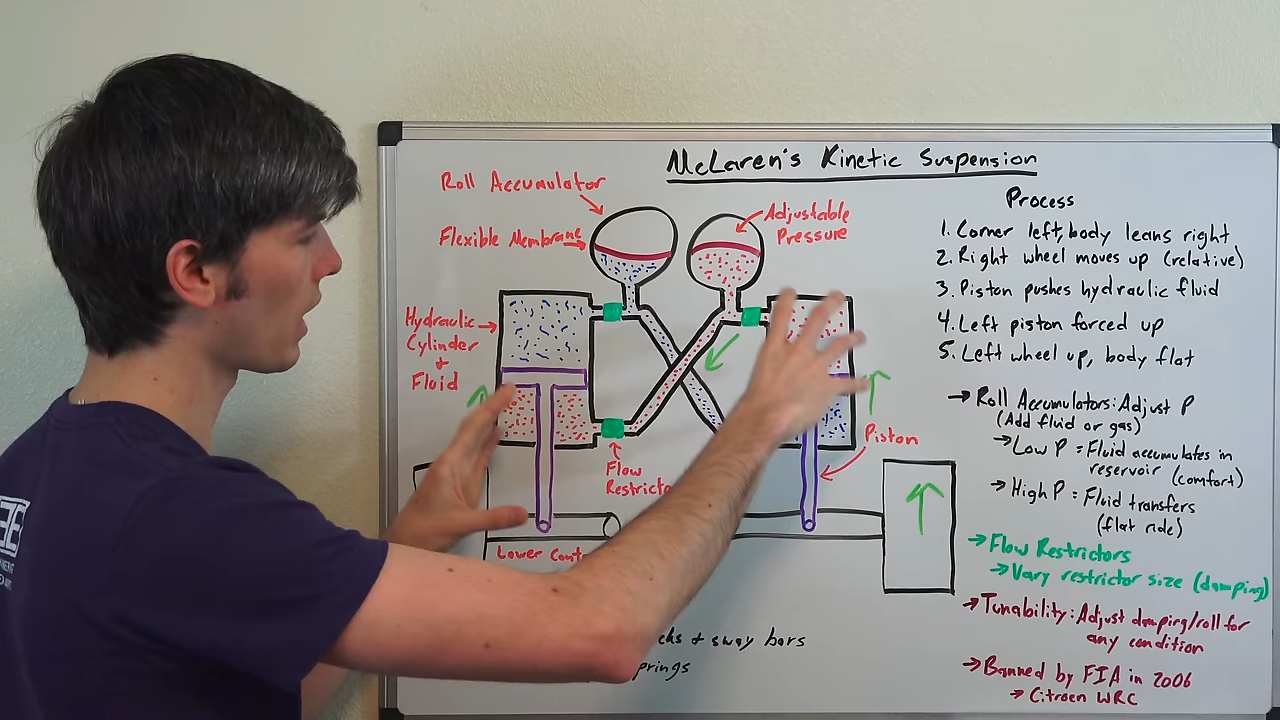 McLaren's Kinetic Suspension
Roll Accumulator
Flexible Membrane
Adjustable
Pressure
Hydraulic
Cylinder
+
Fluid
Flow
Piston
Lower
+ sway bars
Process
1. Corner left, body leans right
2. Right wheel moves up (relative)
3. Piston pushes hydraulic fluid
4. Left piston forced up
5. Left wheel up, body flat
→ Roll Accumulators: Adjust P
(Add fluid or gas)
→ Low P = Fluid accumulates in
reservoir (comfort)
→ High P = Fluid transfers
(flat ride)
→ Flow Restrictors
→ Vary restrictor size (damping)
→ Tunability: Adjust damping/roll for
any condition
→ Banned by FIA in 2006
→ Citroen WRC